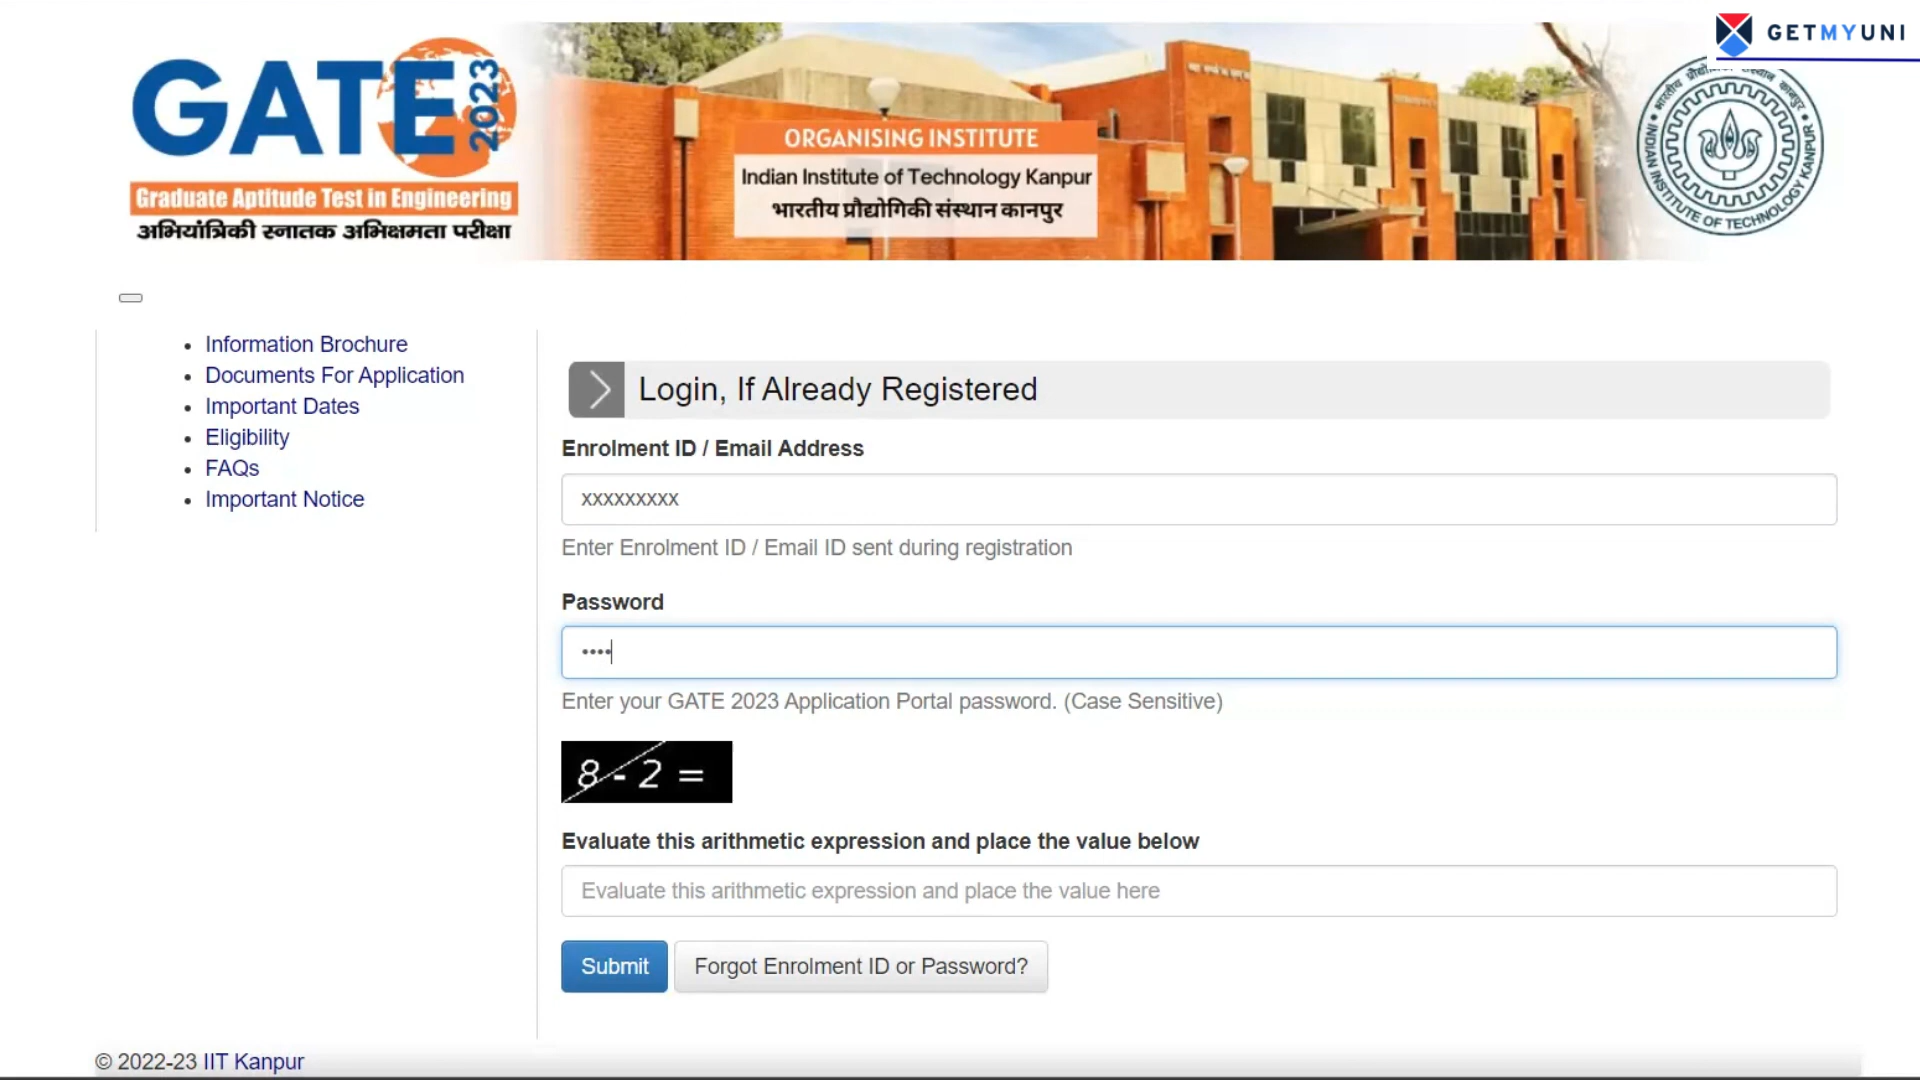 GETMYUNI
GATE 2023
Graduate Aptitude Test in Engineering
अभियांत्रिकी स्नातक अभिक्षमता परीक्षा
ORGANISING INSTITUTE
Indian Institute of Technology Kanpur
भारतीय प्रौद्योगिकी संस्थान कानपुर
INDIAN INSTITUTE OF TECHNOLOGY KANPUR
Information Brochure
Documents For Application
Important Dates
Eligibility
FAQs
Important Notice
Login, If Already Registered
Enrolment ID / Email Address
xxxxxxxxx
Enter Enrolment ID / Email ID sent during registration
Password
••••
Enter your GATE 2023 Application Portal password. (Case Sensitive)
8 - 2 =
Evaluate this arithmetic expression and place the value below
Evaluate this arithmetic expression and place the value here
Submit
Forgot Enrolment ID or Password?
© 2022-23 IIT Kanpur